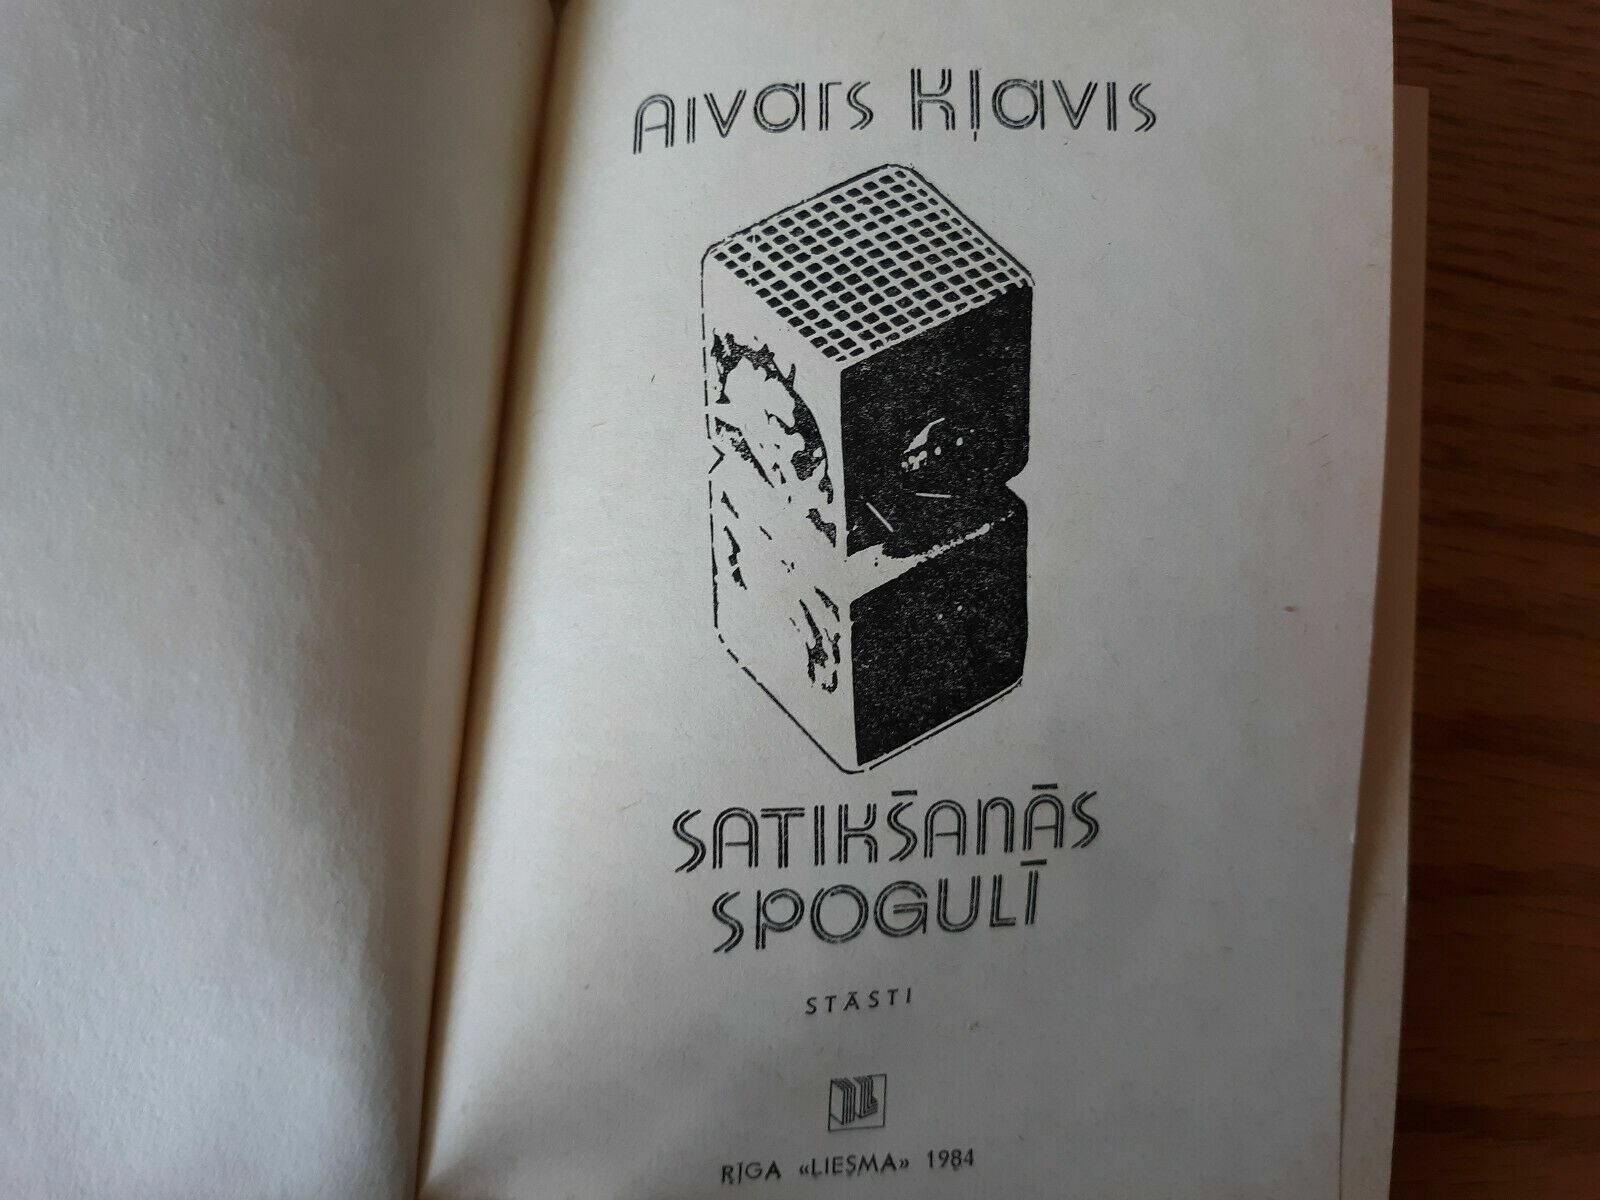 Aivars Kļavis
SATIKŠANĀS
SPOGULĪ
STĀSTI
RĪGA «LIESMA» 1984